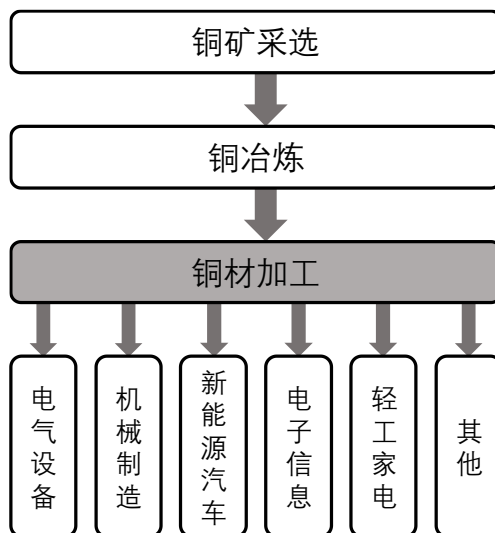 铜矿采选
铜冶炼
铜材加工
电气设备
机械制造
新能源汽车
电子信息
轻工家电
其他